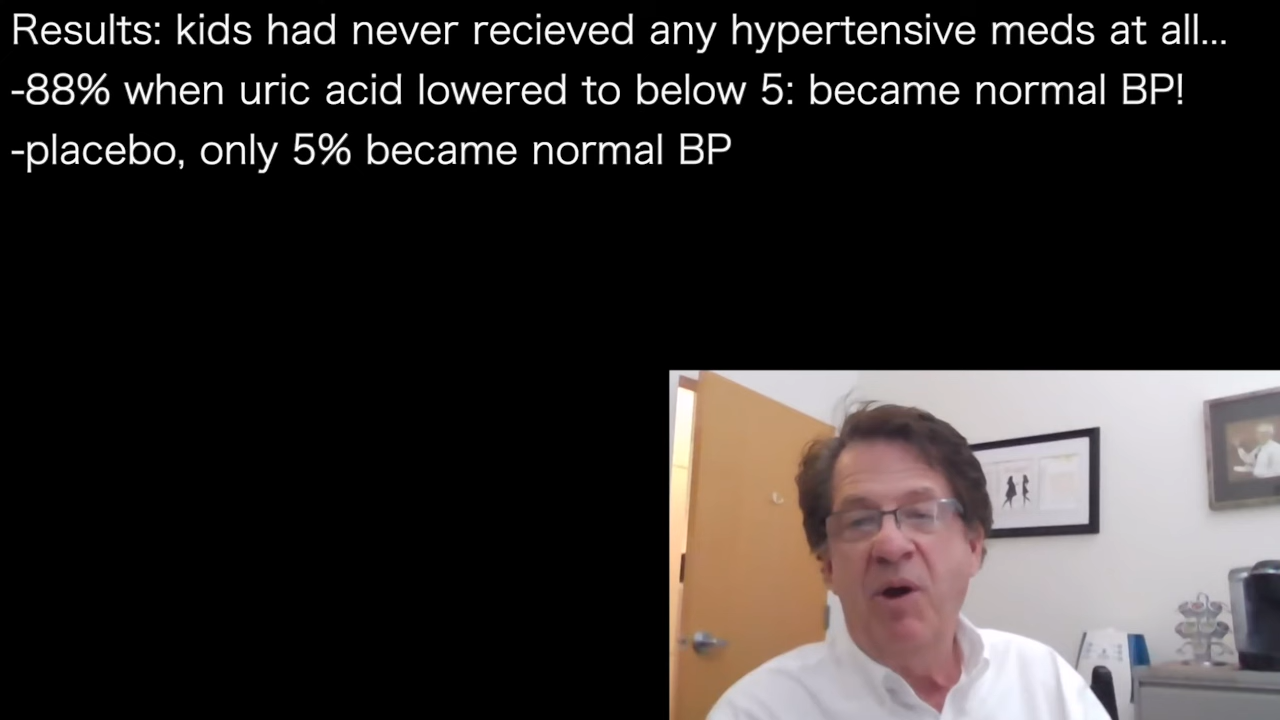 Results: kids had never recieved any hypertensive meds at all...
-88% when uric acid lowered to below 5: became normal BP!
-placebo, only 5% became normal BP